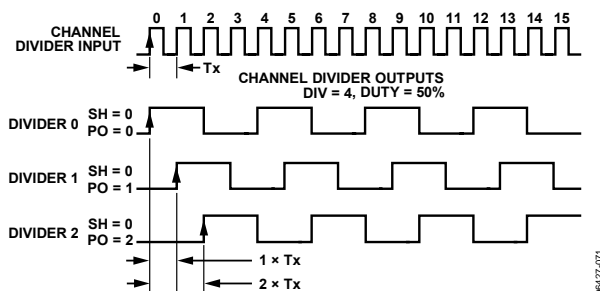 0 1 2 3 4 5 6 7 8 9 10 11 12 13 14 15
CHANNEL
DIVIDER INPUT
Tx
CHANNEL DIVIDER OUTPUTS
DIV = 4, DUTY = 50%
DIVIDER 0
SH = 0
PO = 0
DIVIDER 1
SH = 0
PO = 1
DIVIDER 2
SH = 0
PO = 2
1 × Tx
2 × Tx
06427-071